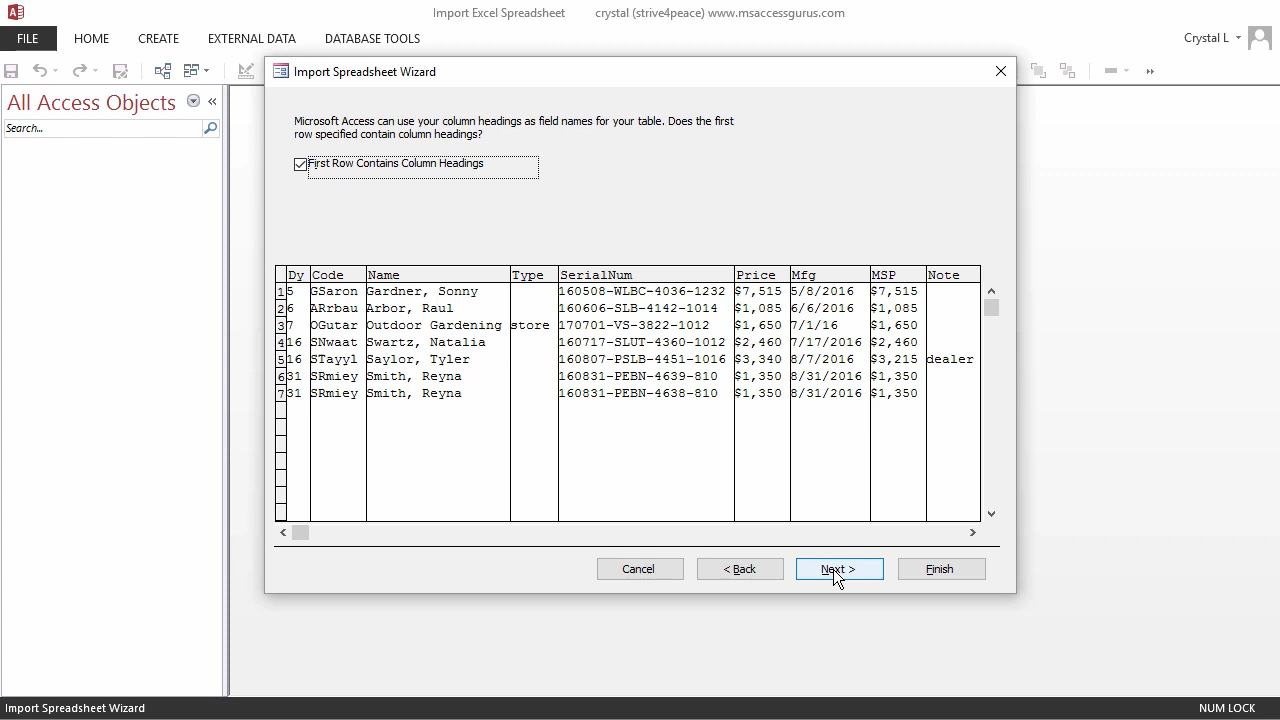 Import Excel Spreadsheet crystal (strive4peace) www.msaccessgurus.com
FILE HOME CREATE EXTERNAL DATA DATABASE TOOLS Crystal L
Import Spreadsheet Wizard
All Access Objects
Search...
Microsoft Access can use your column headings as field names for your table. Does the first
row specified contain column headings?
First Row Contains Column Headings
Dy Code Name Type SerialNum Price Mfg MSP Note
1 5 GSaron Gardner, Sonny 160508-WLBC-4036-1232 $7,515 5/8/2016 $7,515
2 6 ARrbau Arbor, Raul 160606-SLB-4142-1014 $1,085 6/6/2016 $1,085
3 7 OGutar Outdoor Gardening store 170701-VS-3822-1012 $1,650 7/1/16 $1,650
4 16 SNwaat Swartz, Natalia 160717-SLUT-4360-1012 $2,460 7/17/2016 $2,460
5 16 STayyl Saylor, Tyler 160807-PSLB-4451-1016 $3,340 8/7/2016 $3,215 dealer
6 31 SRmiey Smith, Reyna 160831-PEBN-4639-810 $1,350 8/31/2016 $1,350
7 31 SRmiey Smith, Reyna 160831-PEBN-4638-810 $1,350 8/31/2016 $1,350
Cancel < Back Next > Finish
Import Spreadsheet Wizard NUM LOCK